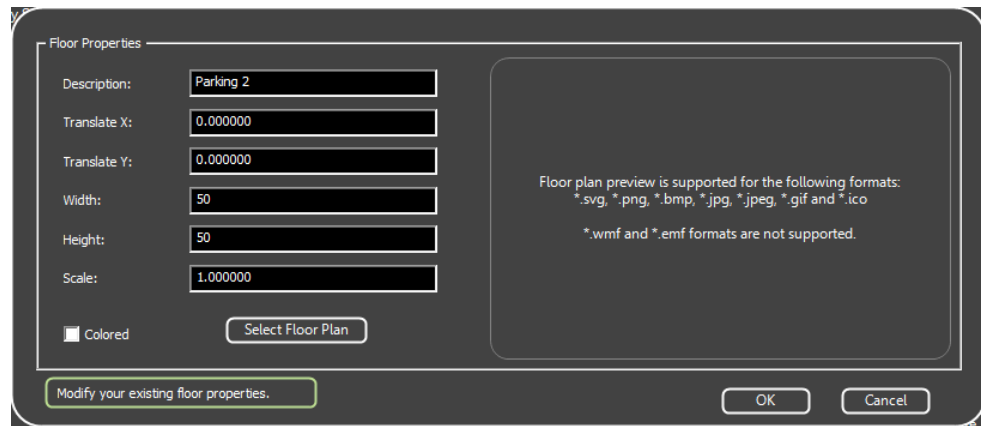 Floor Properties
Description:
Parking 2
Translate X:
0.000000
Translate Y:
0.000000
Width:
50
Height:
50
Scale:
1.000000
Colored
Select Floor Plan
Floor plan preview is supported for the following formats:
*.svg, *.png, *.bmp, *.jpg, *.jpeg, *.gif and *.ico
*.wmf and *.emf formats are not supported.
Modify your existing floor properties.
OK
Cancel